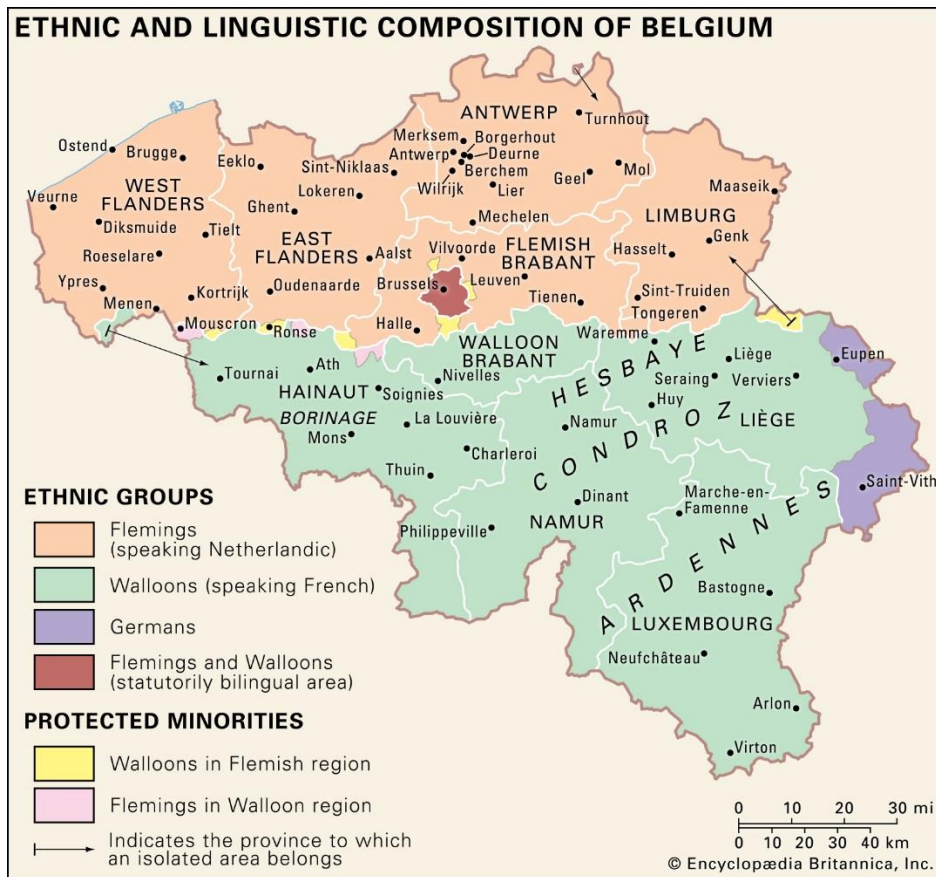 ETHNIC AND LINGUISTIC COMPOSITION OF BELGIUM
ANTWERP
Turnhout
Merksem
Borgerhout
Ostend
Brugge
Eeklo
Sint-Niklaas
Antwerp
Deurne
Berchem
Mol
Geel
Wilrijk
Lier
Maaseik
Veurne
WEST
FLANDERS
Lokeren
Ghent
Mechelen
LIMBURG
Diksmuide
Tielt
EAST
FLANDERS
Vilvoorde
FLEMISH
BRABANT
Genk
Hasselt
Roeselare
Aalst
Ypres
Kortrijk
Oudenaarde
Brussels
Leuven
Tienen
Sint-Truiden
Menen
Tongeren
Mouscron
Ronse
Halle
WALLOON
BRABANT
Waremme
HESBAYE
Liège
Eupen
Tournai
Ath
HAINAUT
Soignies
Nivelles
Seraing
Verviers
Huy
BORINAGE
La Louvière
Namur
CONDROZ
LIÈGE
Mons
Charleroi
Thuin
Saint-Vith
Dinant
Marche-en-
Famenne
NAMUR
Philippeville
ARDENNES
Bastogne
LUXEMBOURG
Neufchâteau
Arlon
Virton
ETHNIC GROUPS
Flemings
(speaking Netherlandic)
Walloons (speaking French)
Germans
Flemings and Walloons
(statutorily bilingual area)
PROTECTED MINORITIES
Walloons in Flemish region
Flemings in Walloon region
Indicates the province to which
an isolated area belongs
0 10 20 30 mi
0 10 20 30 40 km
© Encyclopædia Britannica, Inc.